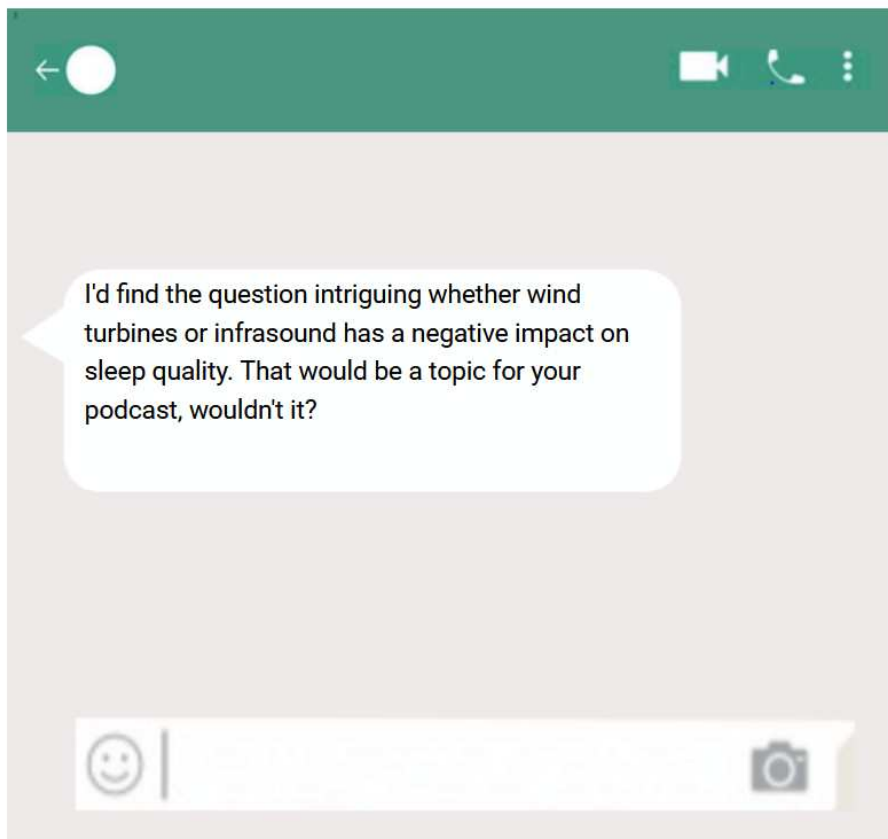 I'd find the question intriguing whether wind
turbines or infrasound has a negative impact on
sleep quality. That would be a topic for your
podcast, wouldn't it?